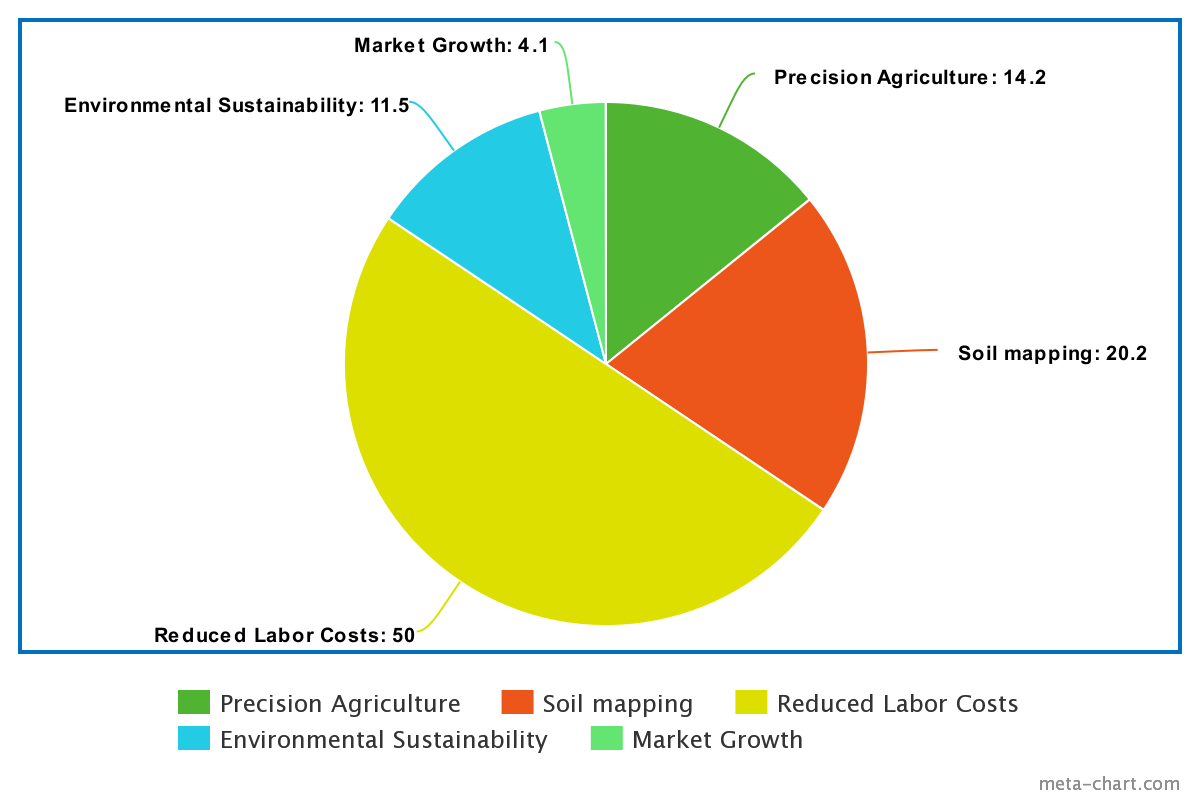 Market Growth: 4.1
Precision Agriculture: 14.2
Environmental Sustainability: 11.5
Soil mapping: 20.2
Reduced Labor Costs: 50
Precision Agriculture
Soil mapping
Reduced Labor Costs
Environmental Sustainability
Market Growth
meta-chart.com